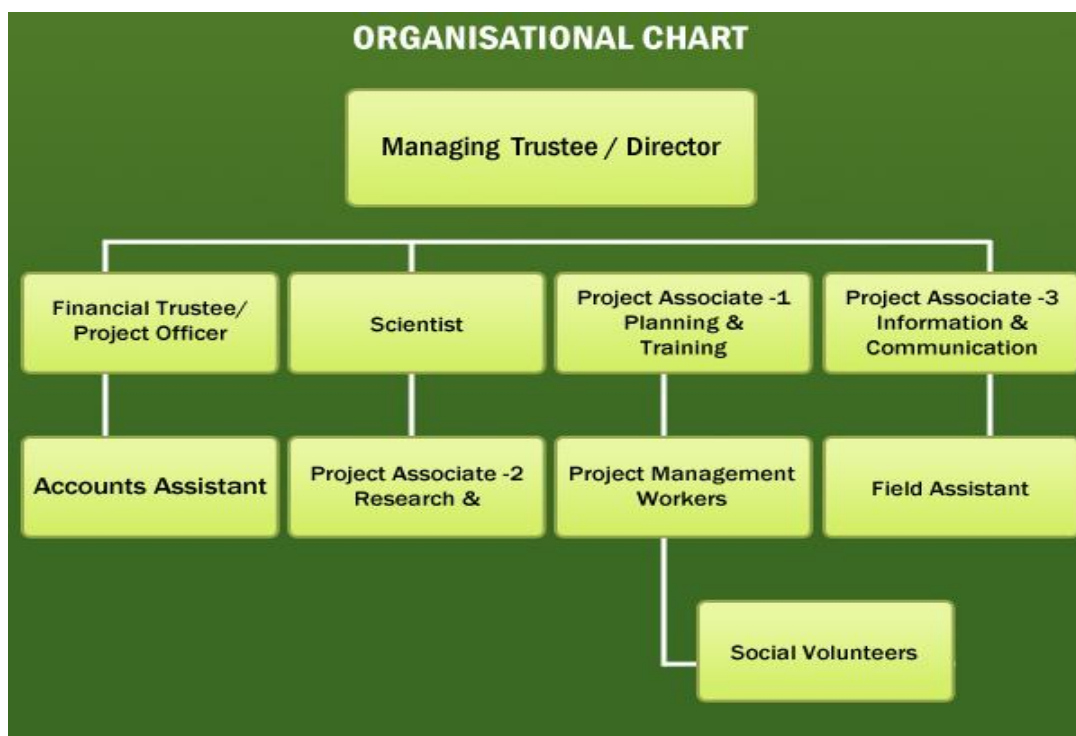 ORGANISATIONAL CHART
Managing Trustee / Director
Financial Trustee/
Project Officer
Scientist
Project Associate -1
Planning &
Training
Project Associate -3
Information &
Communication
Accounts Assistant
Project Associate -2
Research &
Project Management
Workers
Field Assistant
Social Volunteers